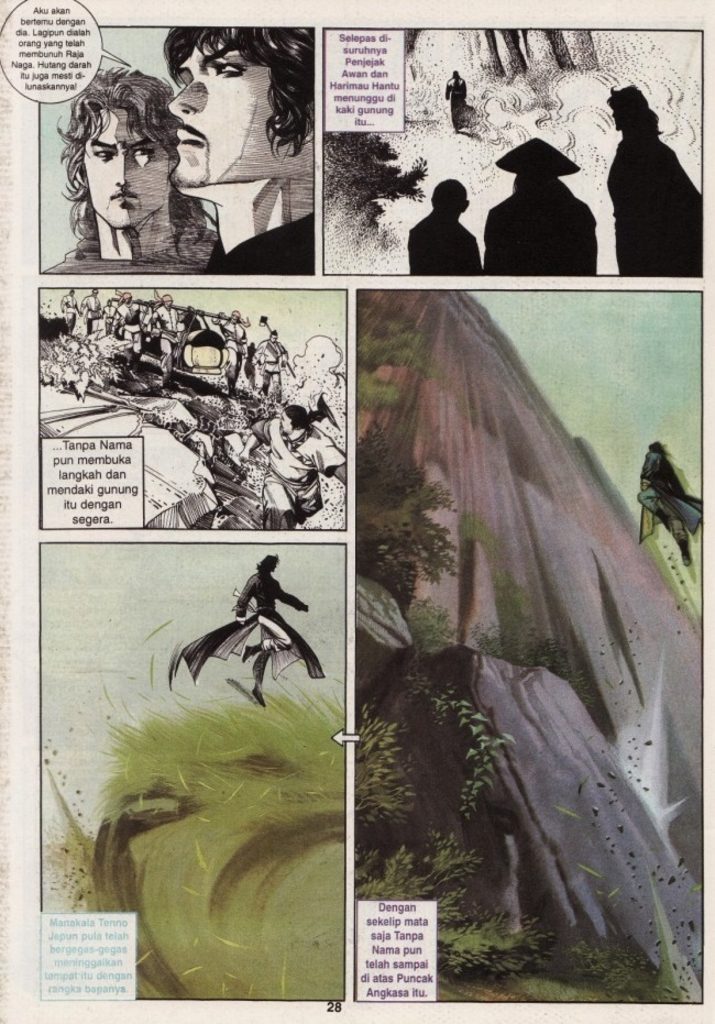 Aku akan
bertemu dengan
dia. Lagipun dialah
orang yang telah
membunuh Raja
Naga. Hutang darah
itu juga mesti di-
lunaskannya!
Selepas di-
suruhnya
Penjejak
Awan dan
Harimau Hantu
menunggu di
kaki gunung
itu...
...Tanpa Nama
pun membuka
langkah dan
mendaki gunung
itu dengan
segera.
Dengan
sekelip mata
saja Tanpa
Nama pun
telah sampai
di atas Puncak
Angkasa itu.
Manakala Tenno
Jepun pula telah
bergegas-gegas
meninggalkan
tempat itu dengan
rangka bapanya.
28